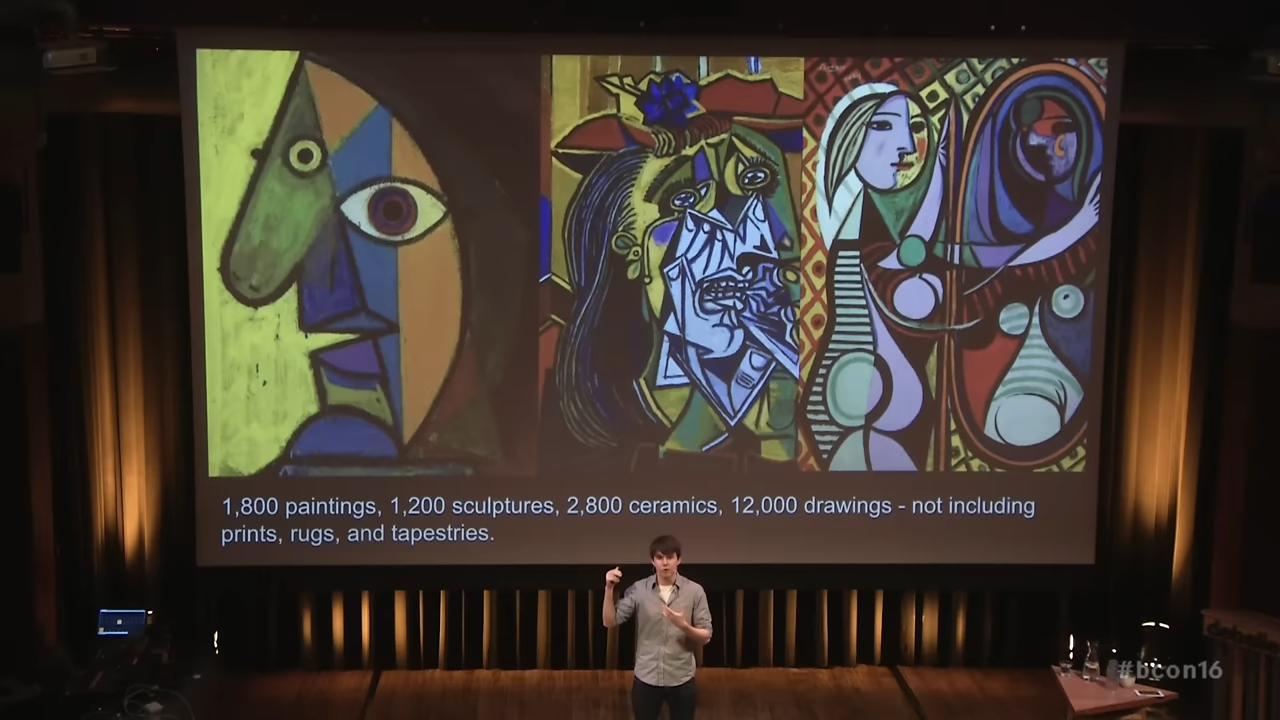 1,800 paintings, 1,200 sculptures, 2,800 ceramics, 12,000 drawings - not including
prints, rugs, and tapestries.
#bcon16